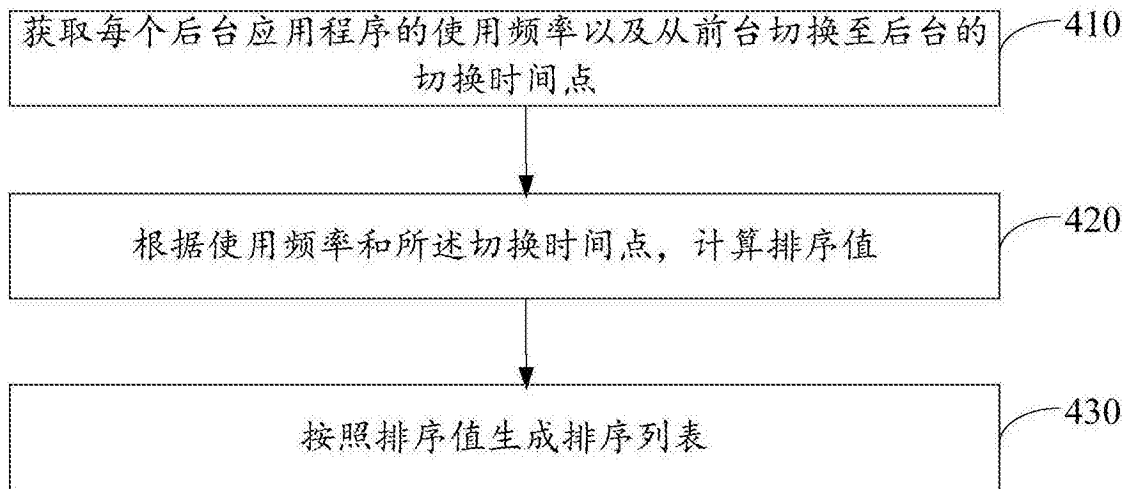 获取每个后台应用程序的使用频率以及从前台切换至后台的
切换时间点
410
根据使用频率和所述切换时间点，计算排序值
420
按照排序值生成排序列表
430